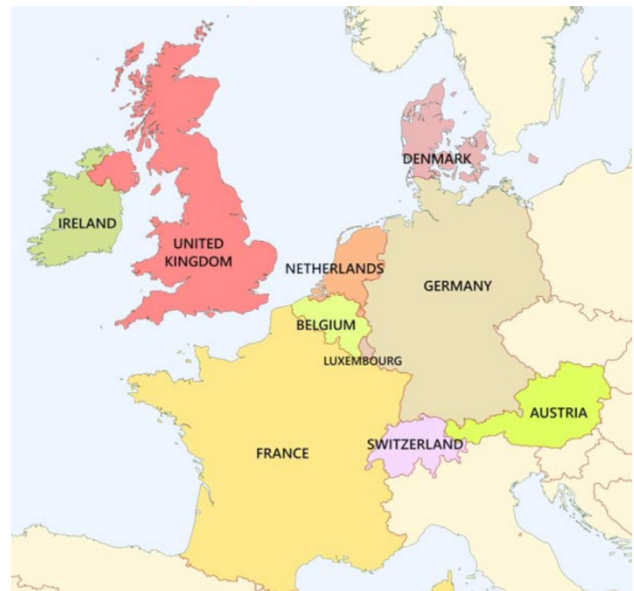 DENMARK
IRELAND
UNITED
KINGDOM
NETHERLANDS
GERMANY
BELGIUM
LUXEMBOURG
AUSTRIA
SWITZERLAND
FRANCE